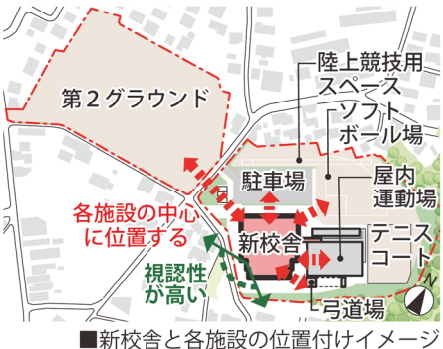 陸上競技用
スペース
第2グラウンド
ソフト
ボール場
駐車場
屋内
運動場
各施設の中心
に位置する
新校舎
テニス
コート
視認性
が高い
N
弓道場
■新校舎と各施設の位置付けイメージ